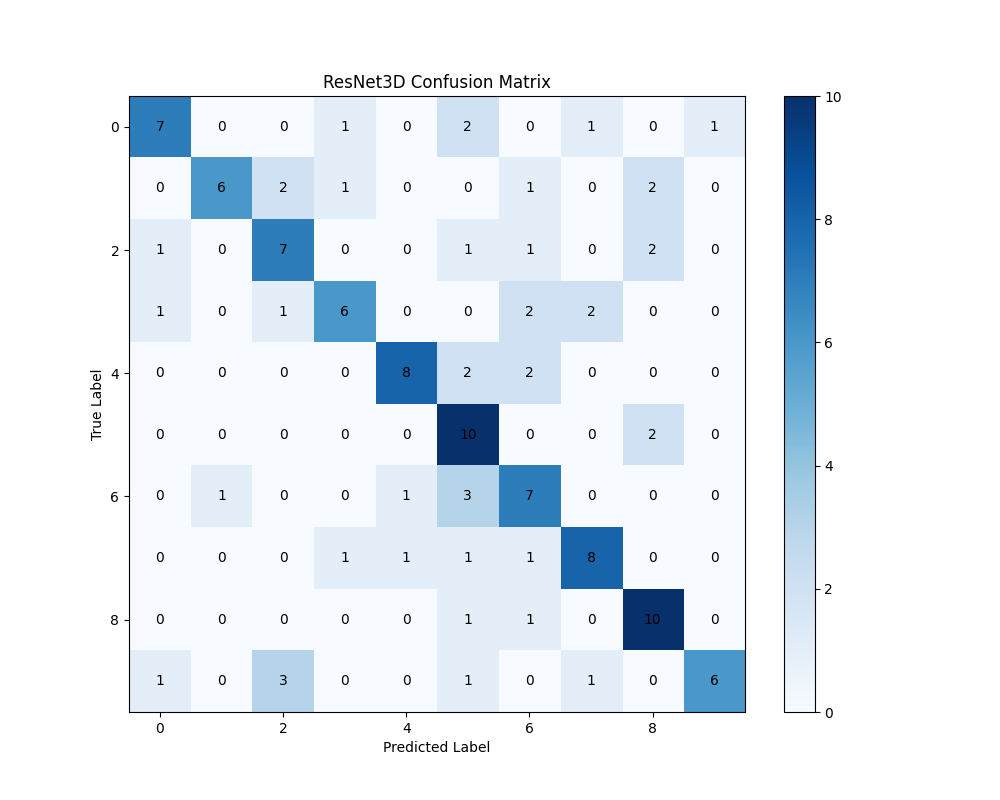 ResNet3D Confusion Matrix
10
0 7 0 0 1 0 2 0 1 0 1
0 6 2 1 0 0 1 0 2 0
8
2 1 0 7 0 0 1 1 0 2 0
1 0 1 6 0 0 2 2 0 0
6
4 0 0 0 0 8 2 2 0 0 0
True Label
0 0 0 0 0 10 0 0 2 0
4
6 0 1 0 0 1 3 7 0 0 0
0 0 0 1 1 1 1 8 0 0
2
8 0 0 0 0 0 1 1 0 10 0
1 0 3 0 0 1 0 1 0 6
0
0 2 4 6 8
Predicted Label